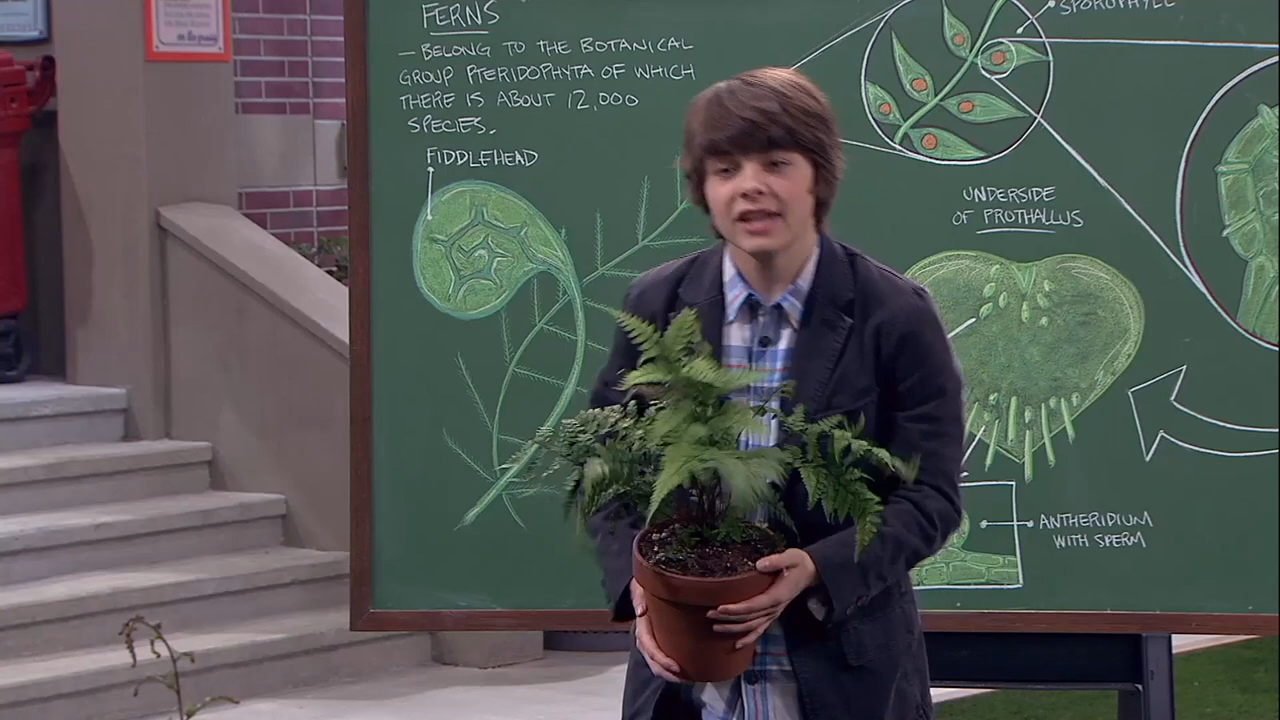 FERNS
— BELONG TO THE BOTANICAL
GROUP PTERIDOPHYTA OF WHICH
THERE IS ABOUT 12,000
SPECIES.
FIDDLEHEAD
SPOROPHYLL
UNDERSIDE
OF PROTHALLUS
ANTHERIDIUM
WITH SPERM